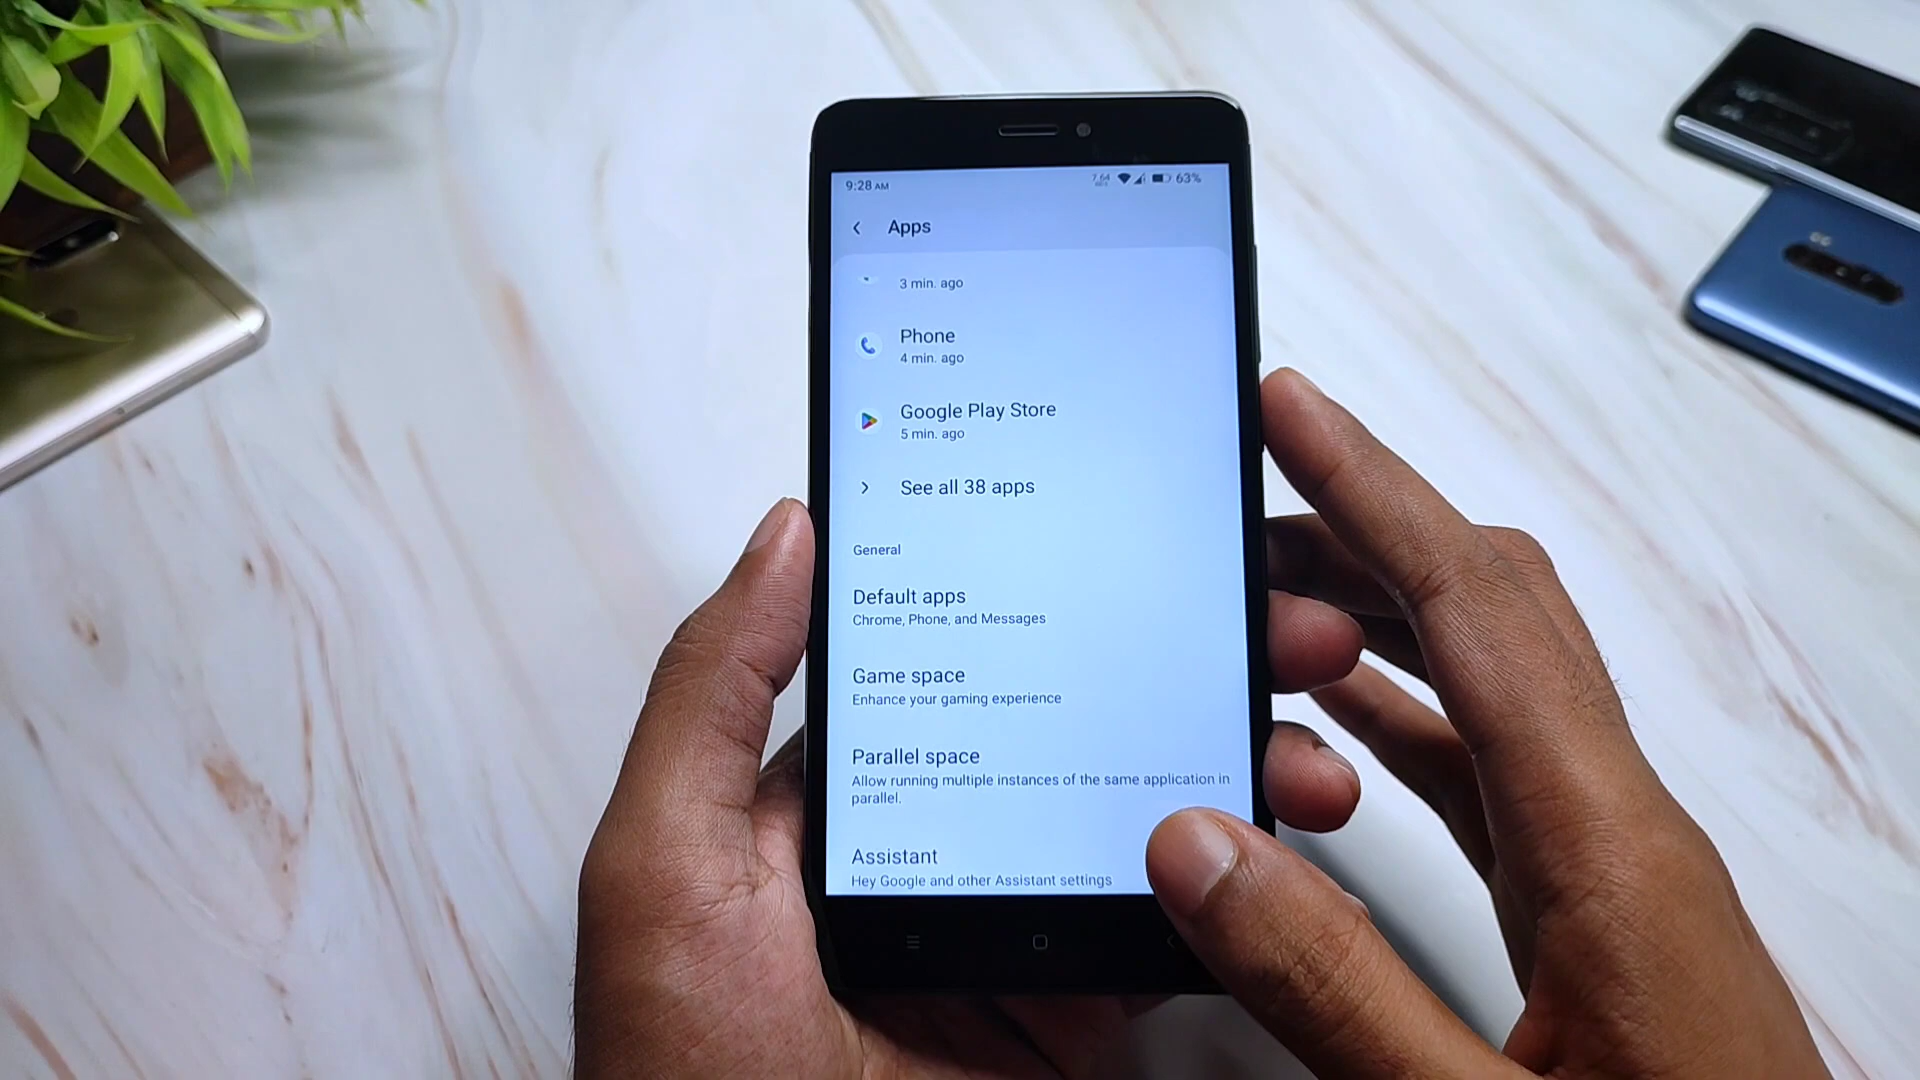 9:28 AM
7.64
63%
Apps
3 min. ago
Phone
4 min. ago
Google Play Store
5 min. ago
See all 38 apps
General
Default apps
Chrome, Phone, and Messages
Game space
Enhance your gaming experience
Parallel space
Allow running multiple instances of the same application in
parallel.
Assistant
Hey Google and other Assistant settings